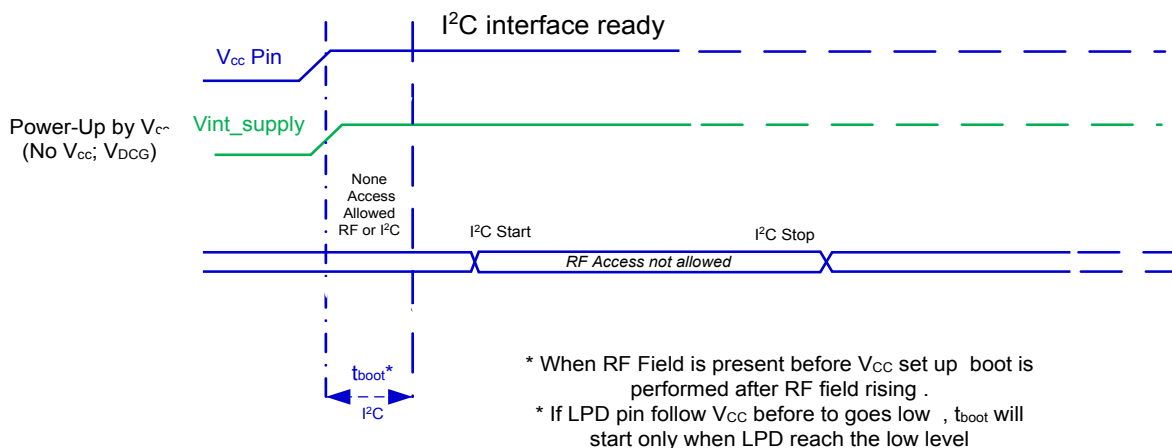 I²C interface ready
Vcc Pin
Vint_supply
Power-Up by Vcc
(No Vcc; VDCG)
None
Access
Allowed
RF or I²C
I²C Start
I²C Stop
RF Access not allowed
tboot*
I²C
* When RF Field is present before VCC set up boot is
performed after RF field rising .
* If LPD pin follow VCC before to goes low , tboot will
start only when LPD reach the low level